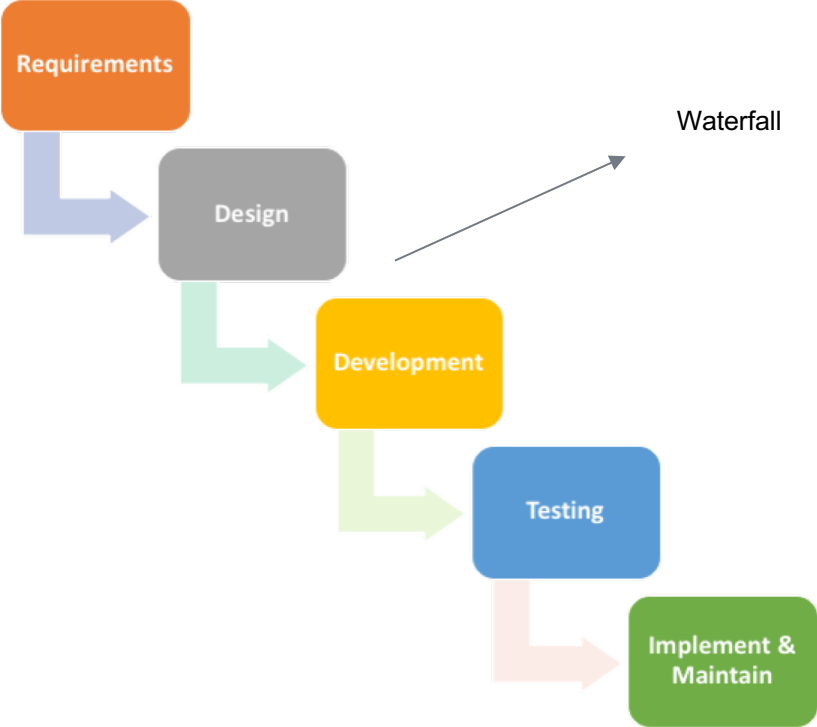 Requirements
Waterfall
Design
Development
Testing
Implement &
Maintain